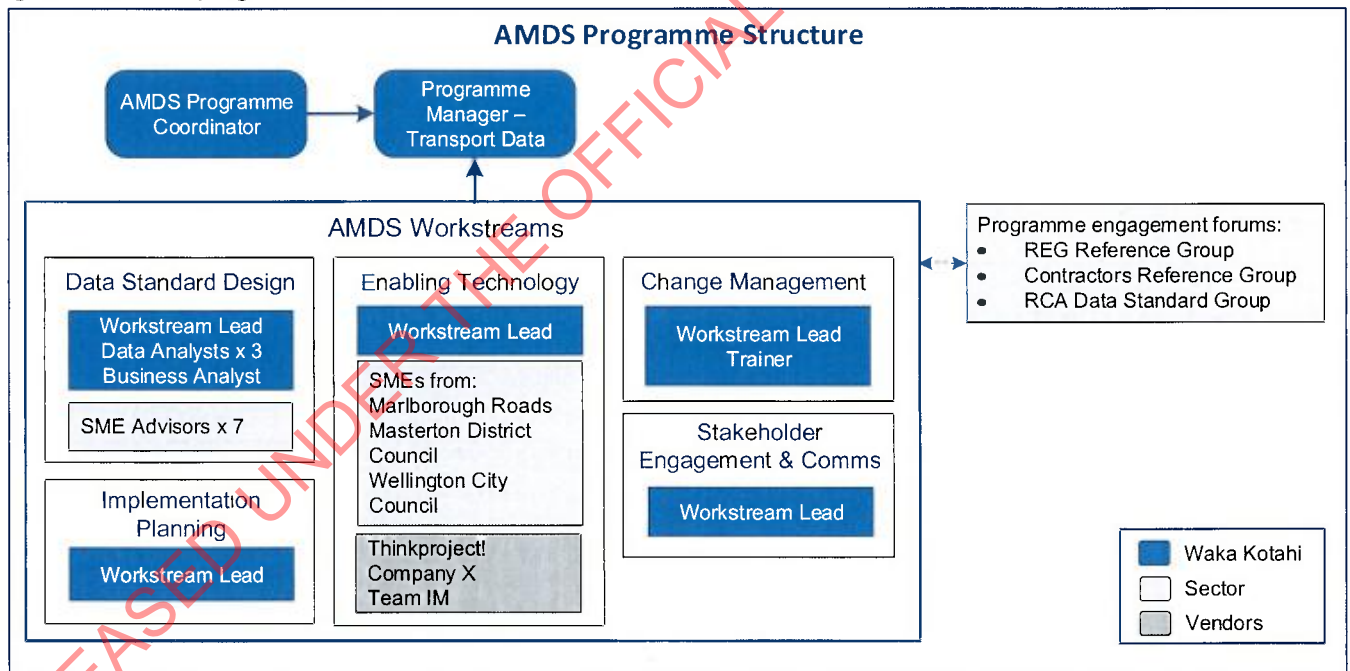 AMDS Programme Structure
AMDS Programme
Coordinator
Programme
Manager –
Transport Data
AMDS Workstreams
Data Standard Design
Workstream Lead
Data Analysts x 3
Business Analyst
SME Advisors x 7
Implementation
Planning
Workstream Lead
Enabling Technology
Workstream Lead
SMEs from:
Marlborough Roads
Masterton District
Council
Wellington City
Council
Thinkproject!
Company X
Team IM
Change Management
Workstream Lead
Trainer
Stakeholder
Engagement & Comms
Workstream Lead
Programme engagement forums:
• REG Reference Group
• Contractors Reference Group
• RCA Data Standard Group
Waka Kotahi
Sector
Vendors
EASED UNDER THE OFFICIAL